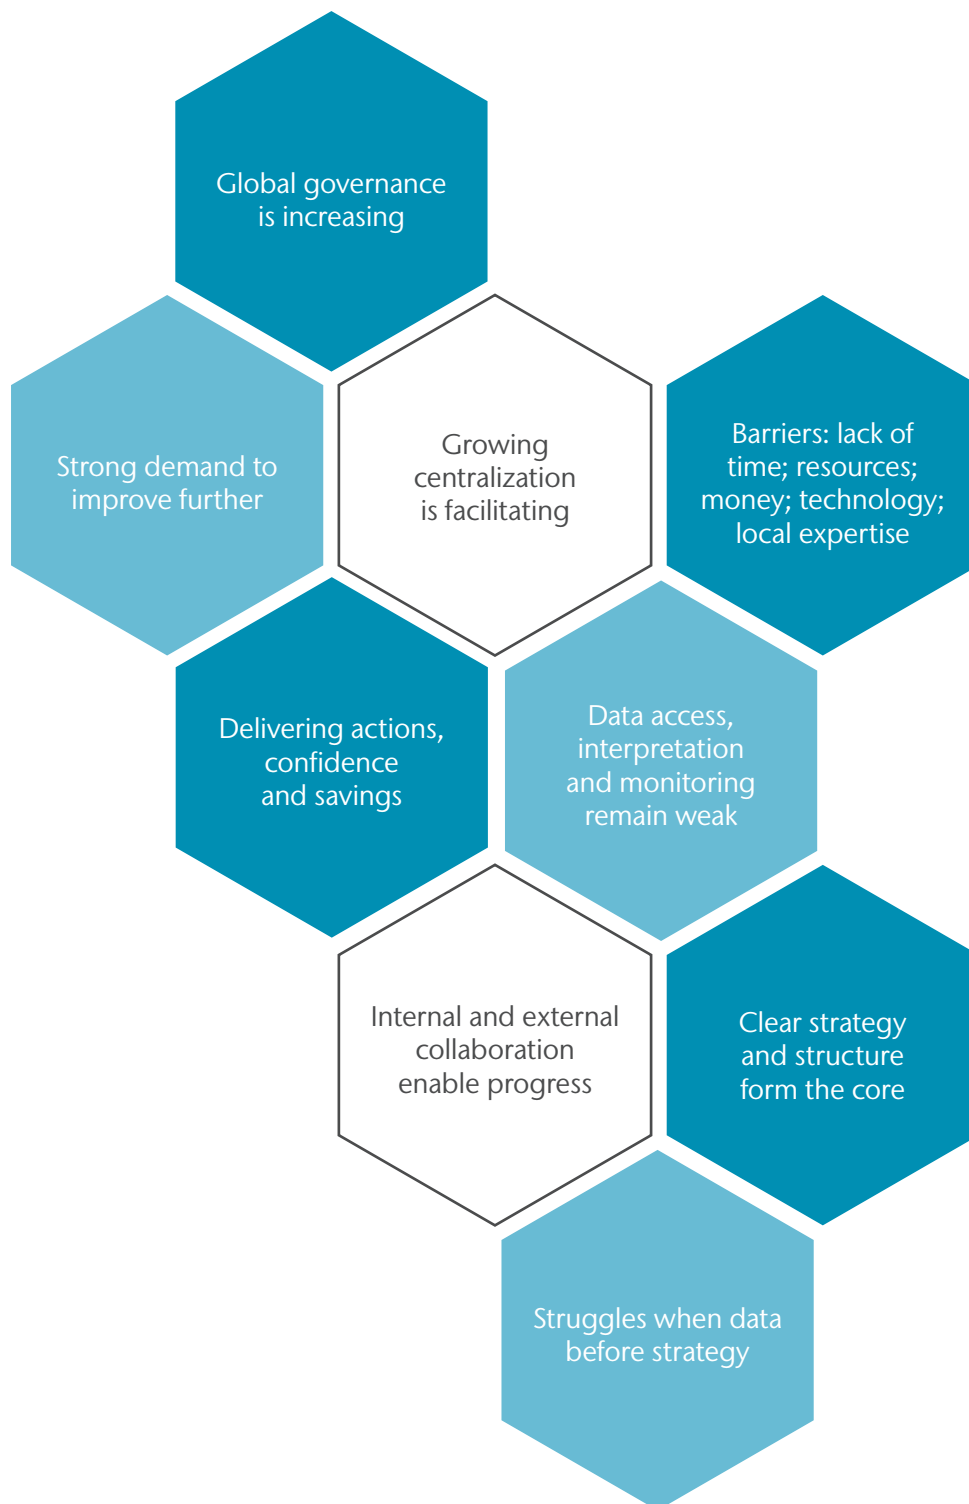 Global governance
is increasing
Strong demand to
improve further
Growing
centralization
is facilitating
Barriers: lack of
time; resources;
money; technology;
local expertise
Delivering actions,
confidence
and savings
Data access,
interpretation
and monitoring
remain weak
Internal and external
collaboration
enable progress
Clear strategy
and structure
form the core
Struggles when data
before strategy